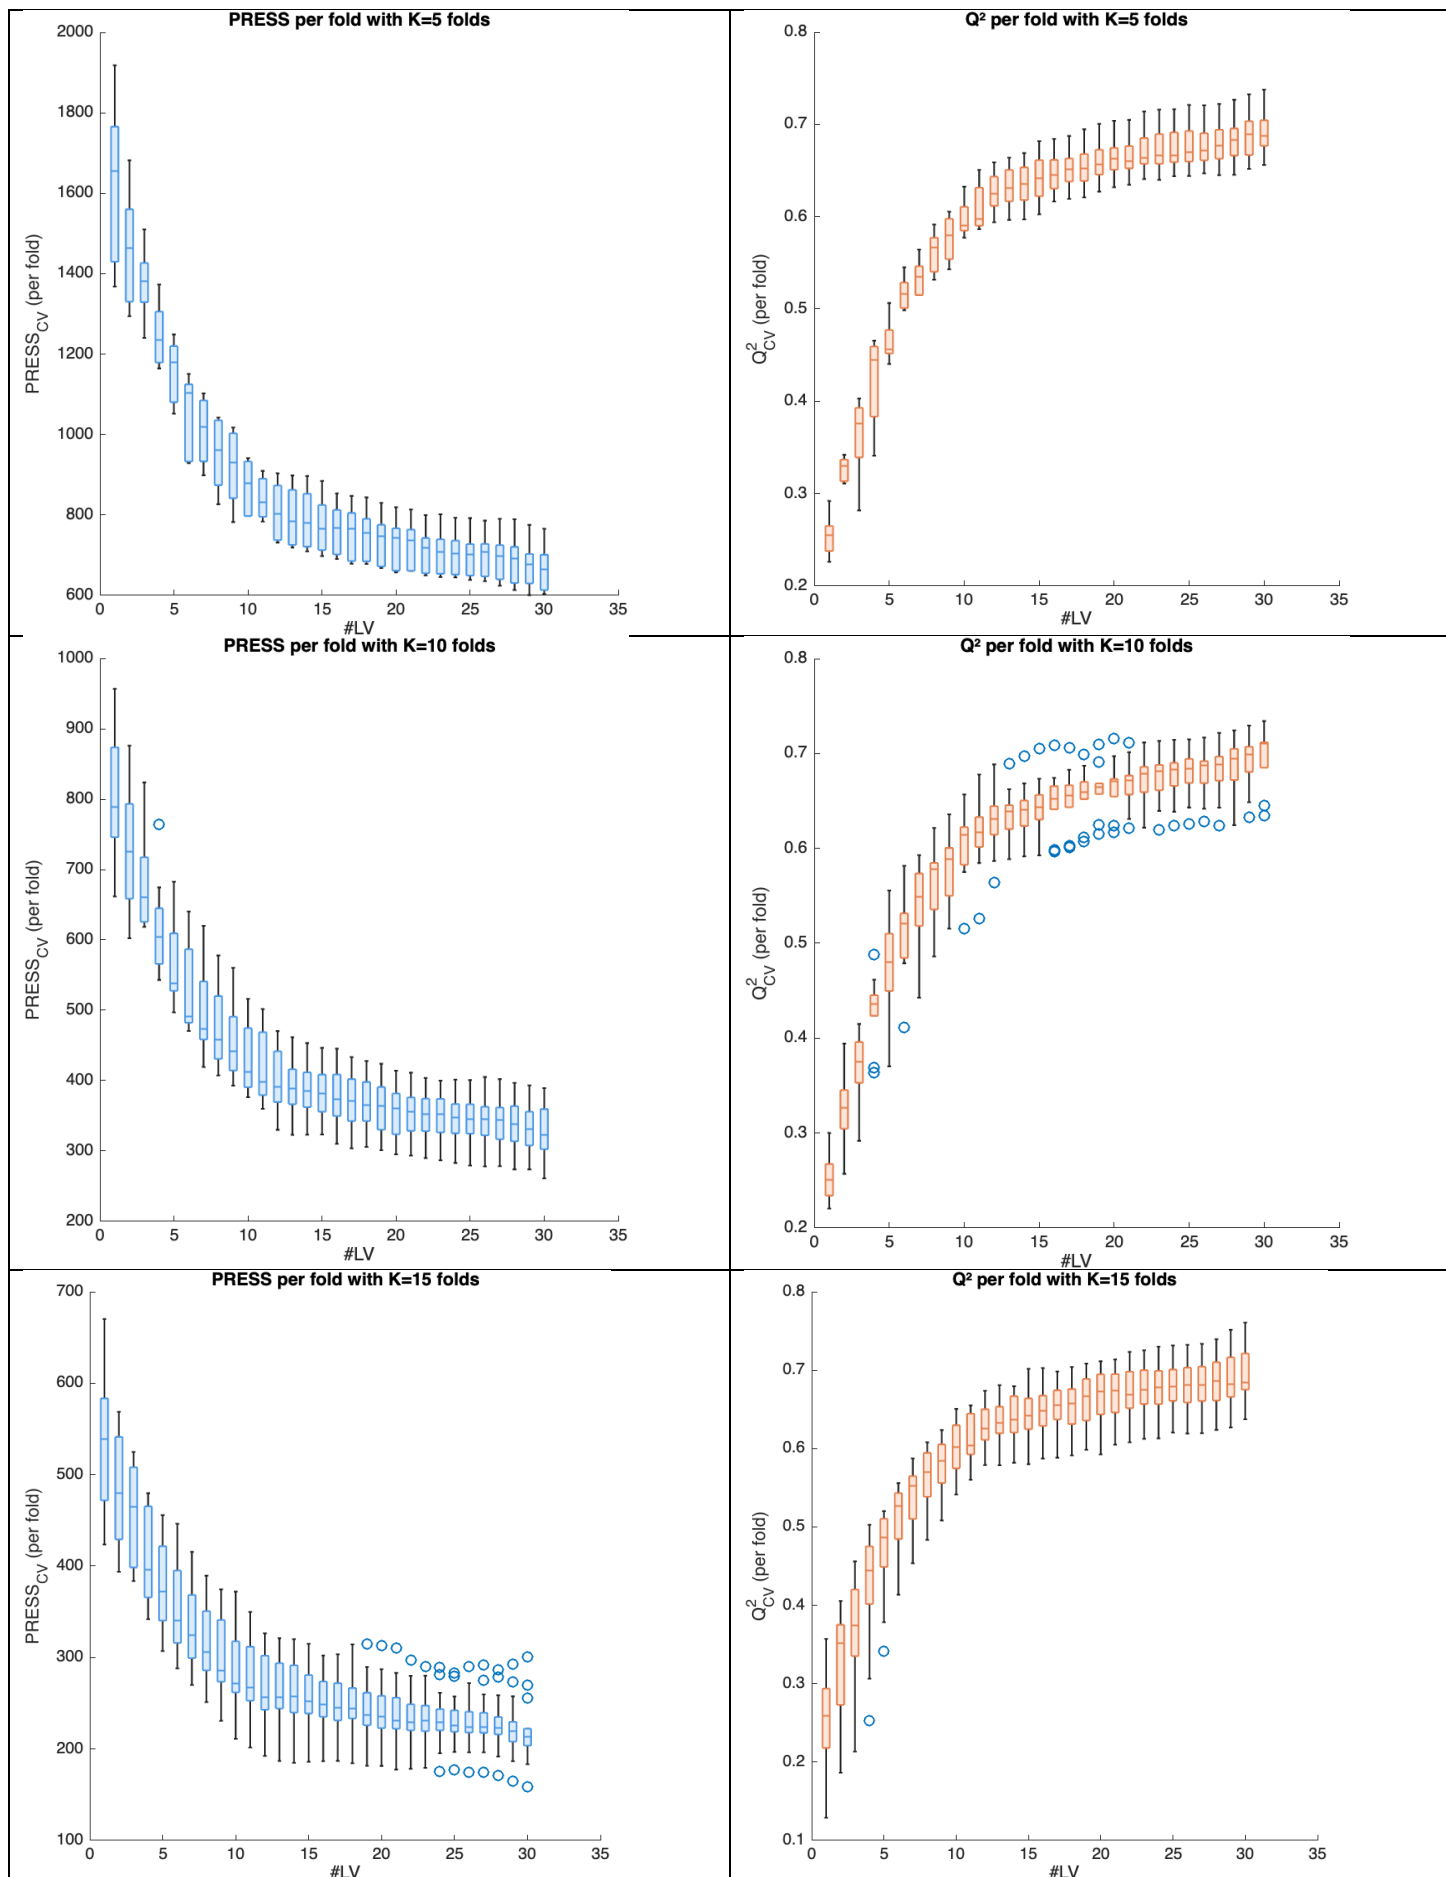 PRESS per fold with K=5 folds
2000
1800
1600
1400
1200
1000
800
600
PRESS_CV (per fold)
0 5 10 15 20 25 30 35
#LV
Q² per fold with K=5 folds
0.8
0.7
0.6
0.5
0.4
0.3
0.2
Q²_CV (per fold)
0 5 10 15 20 25 30 35
#LV
PRESS per fold with K=10 folds
1000
900
800
700
600
500
400
300
200
PRESS_CV (per fold)
0 5 10 15 20 25 30 35
#LV
Q² per fold with K=10 folds
0.8
0.7
0.6
0.5
0.4
0.3
0.2
Q²_CV (per fold)
0 5 10 15 20 25 30 35
#LV
PRESS per fold with K=15 folds
700
600
500
400
300
200
100
PRESS_CV (per fold)
0 5 10 15 20 25 30 35
#LV
Q² per fold with K=15 folds
0.8
0.7
0.6
0.5
0.4
0.3
0.2
0.1
Q²_CV (per fold)
0 5 10 15 20 25 30 35
#LV